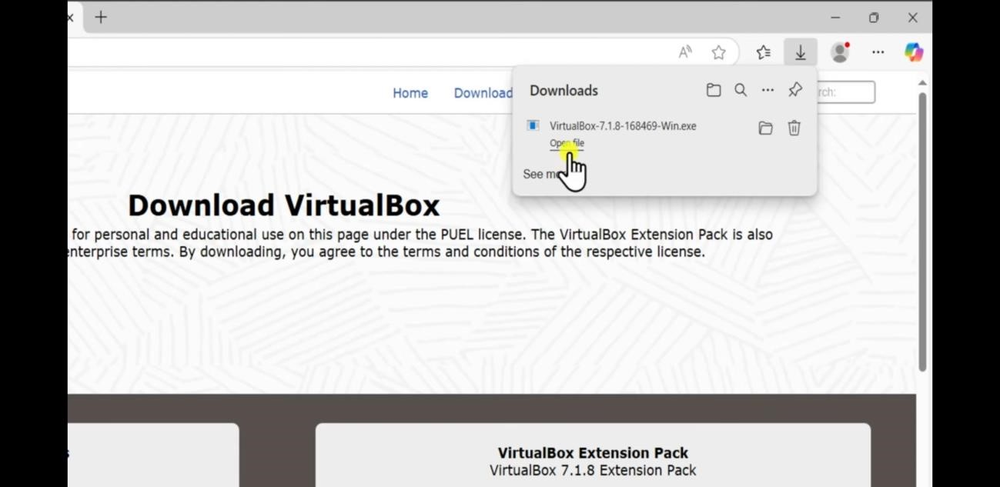 Home Download
rch:
Downloads
VirtualBox-7.1.8-168469-Win.exe
Open file
See
Download VirtualBox
for personal and educational use on this page under the PUEL license. The VirtualBox Extension Pack is also
enterprise terms. By downloading, you agree to the terms and conditions of the respective license.
VirtualBox Extension Pack
VirtualBox 7.1.8 Extension Pack